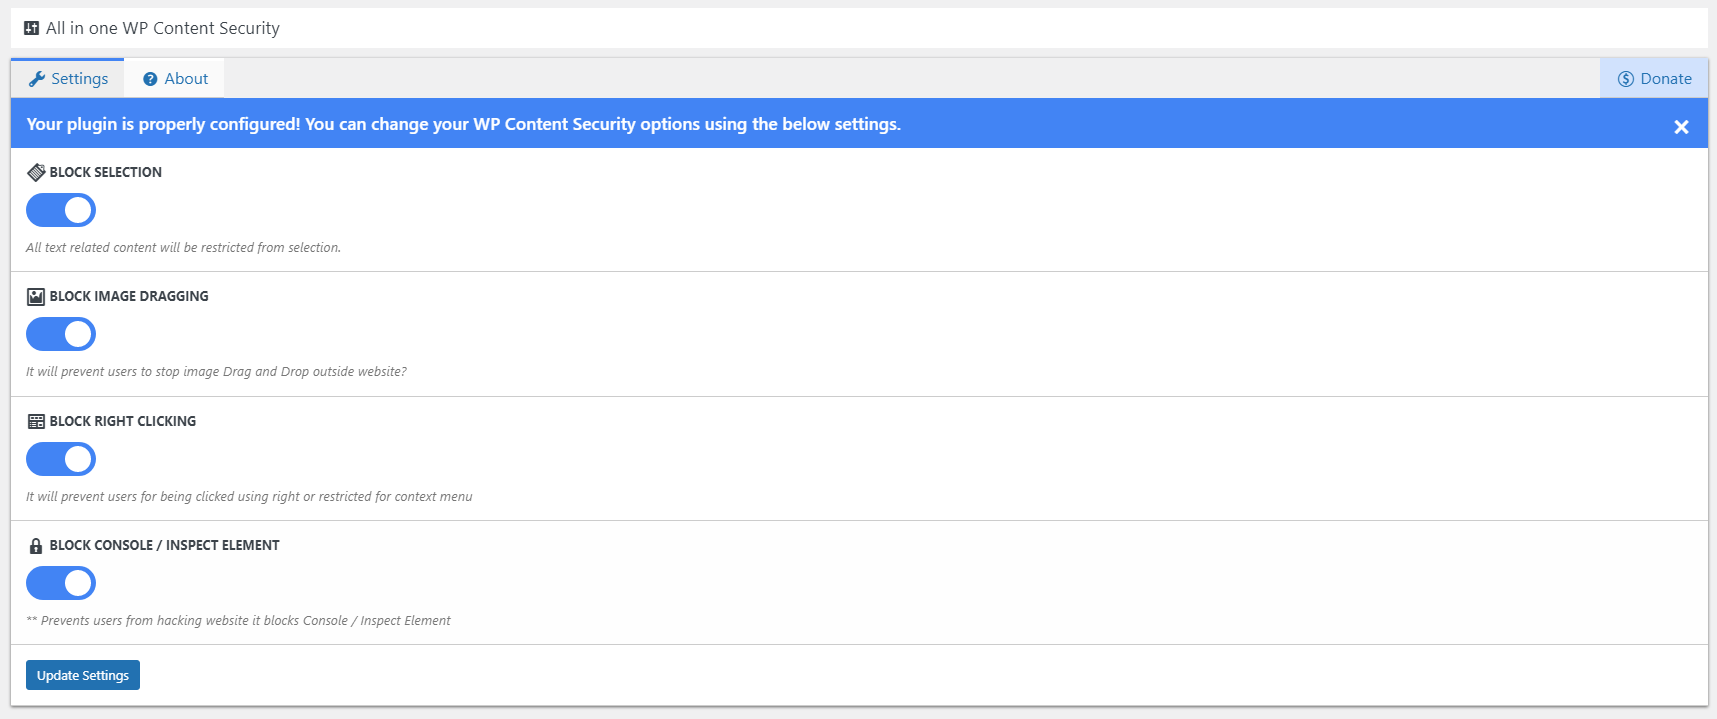 All in one WP Content Security
Settings
About
Donate
Your plugin is properly configured! You can change your WP Content Security options using the below settings.
BLOCK SELECTION
All text related content will be restricted from selection.
BLOCK IMAGE DRAGGING
It will prevent users to stop image Drag and Drop outside website?
BLOCK RIGHT CLICKING
It will prevent users for being clicked using right or restricted for context menu
BLOCK CONSOLE / INSPECT ELEMENT
** Prevents users from hacking website it blocks Console / Inspect Element
Update Settings